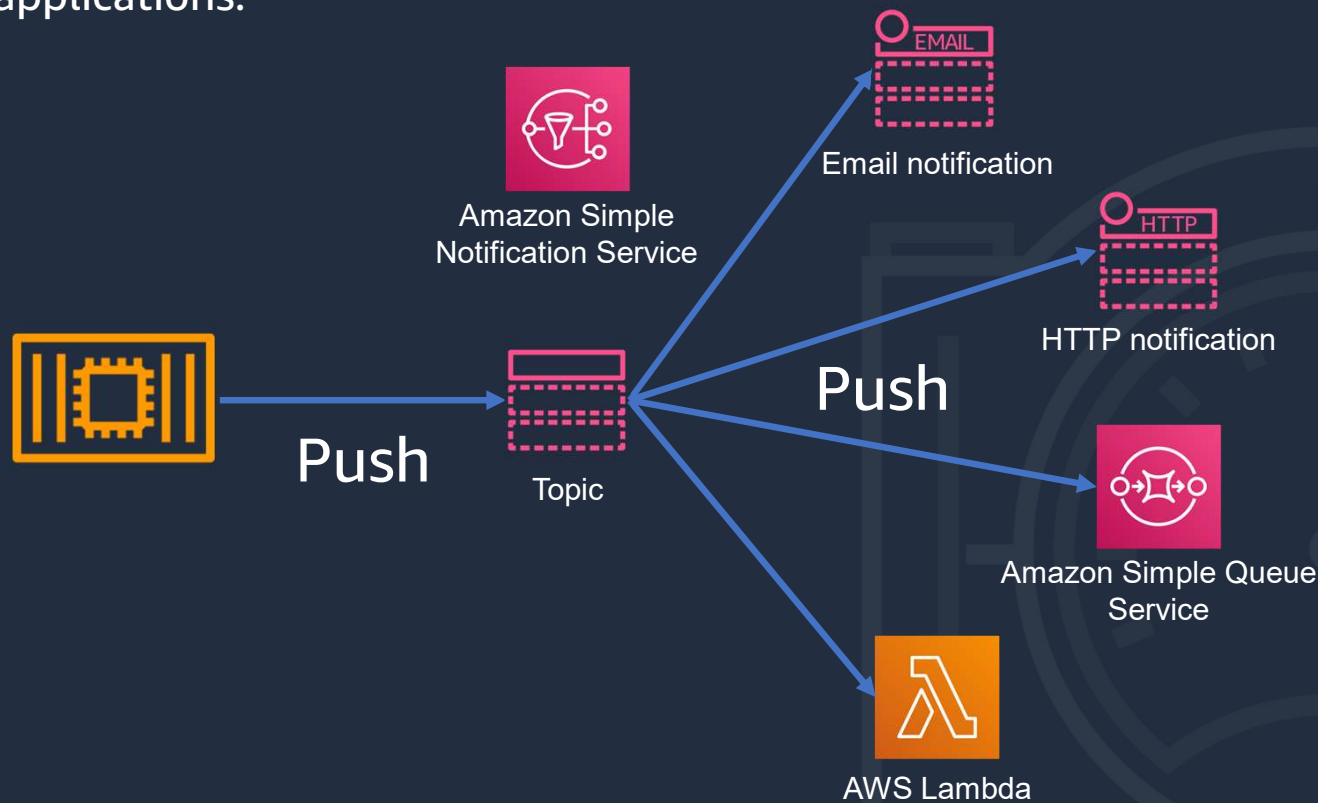 applications.
EMAIL
Email notification
Amazon Simple
Notification Service
HTTP
HTTP notification
Push
Push
Topic
Amazon Simple Queue
Service
AWS Lambda